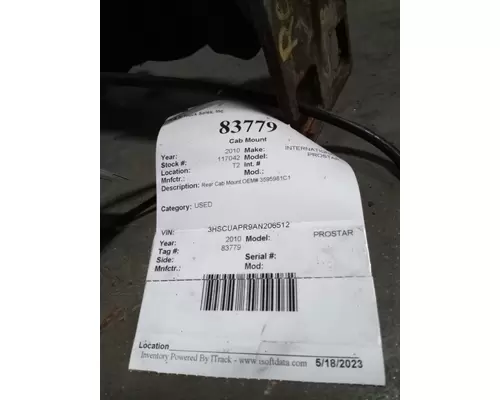 Sales, Inc.
83779
Cab Mount
Year: 2010 Make: INTERNATIONAL
Stock #: 117042 Model: PROSTAR
Location: T2 Int. #
Mnfctr.: Mod.:
Description: Rear Cab Mount OEM# 3595981C1
Category: USED
VIN: 3HSCUAPR9AN206512
Year: 2010 Model: PROSTAR
Tag #: 83779
Side: Serial #:
Mnfctr.: Mod:
Location
Inventory Powered By ITrack - www.isoftdata.com 5/18/2023